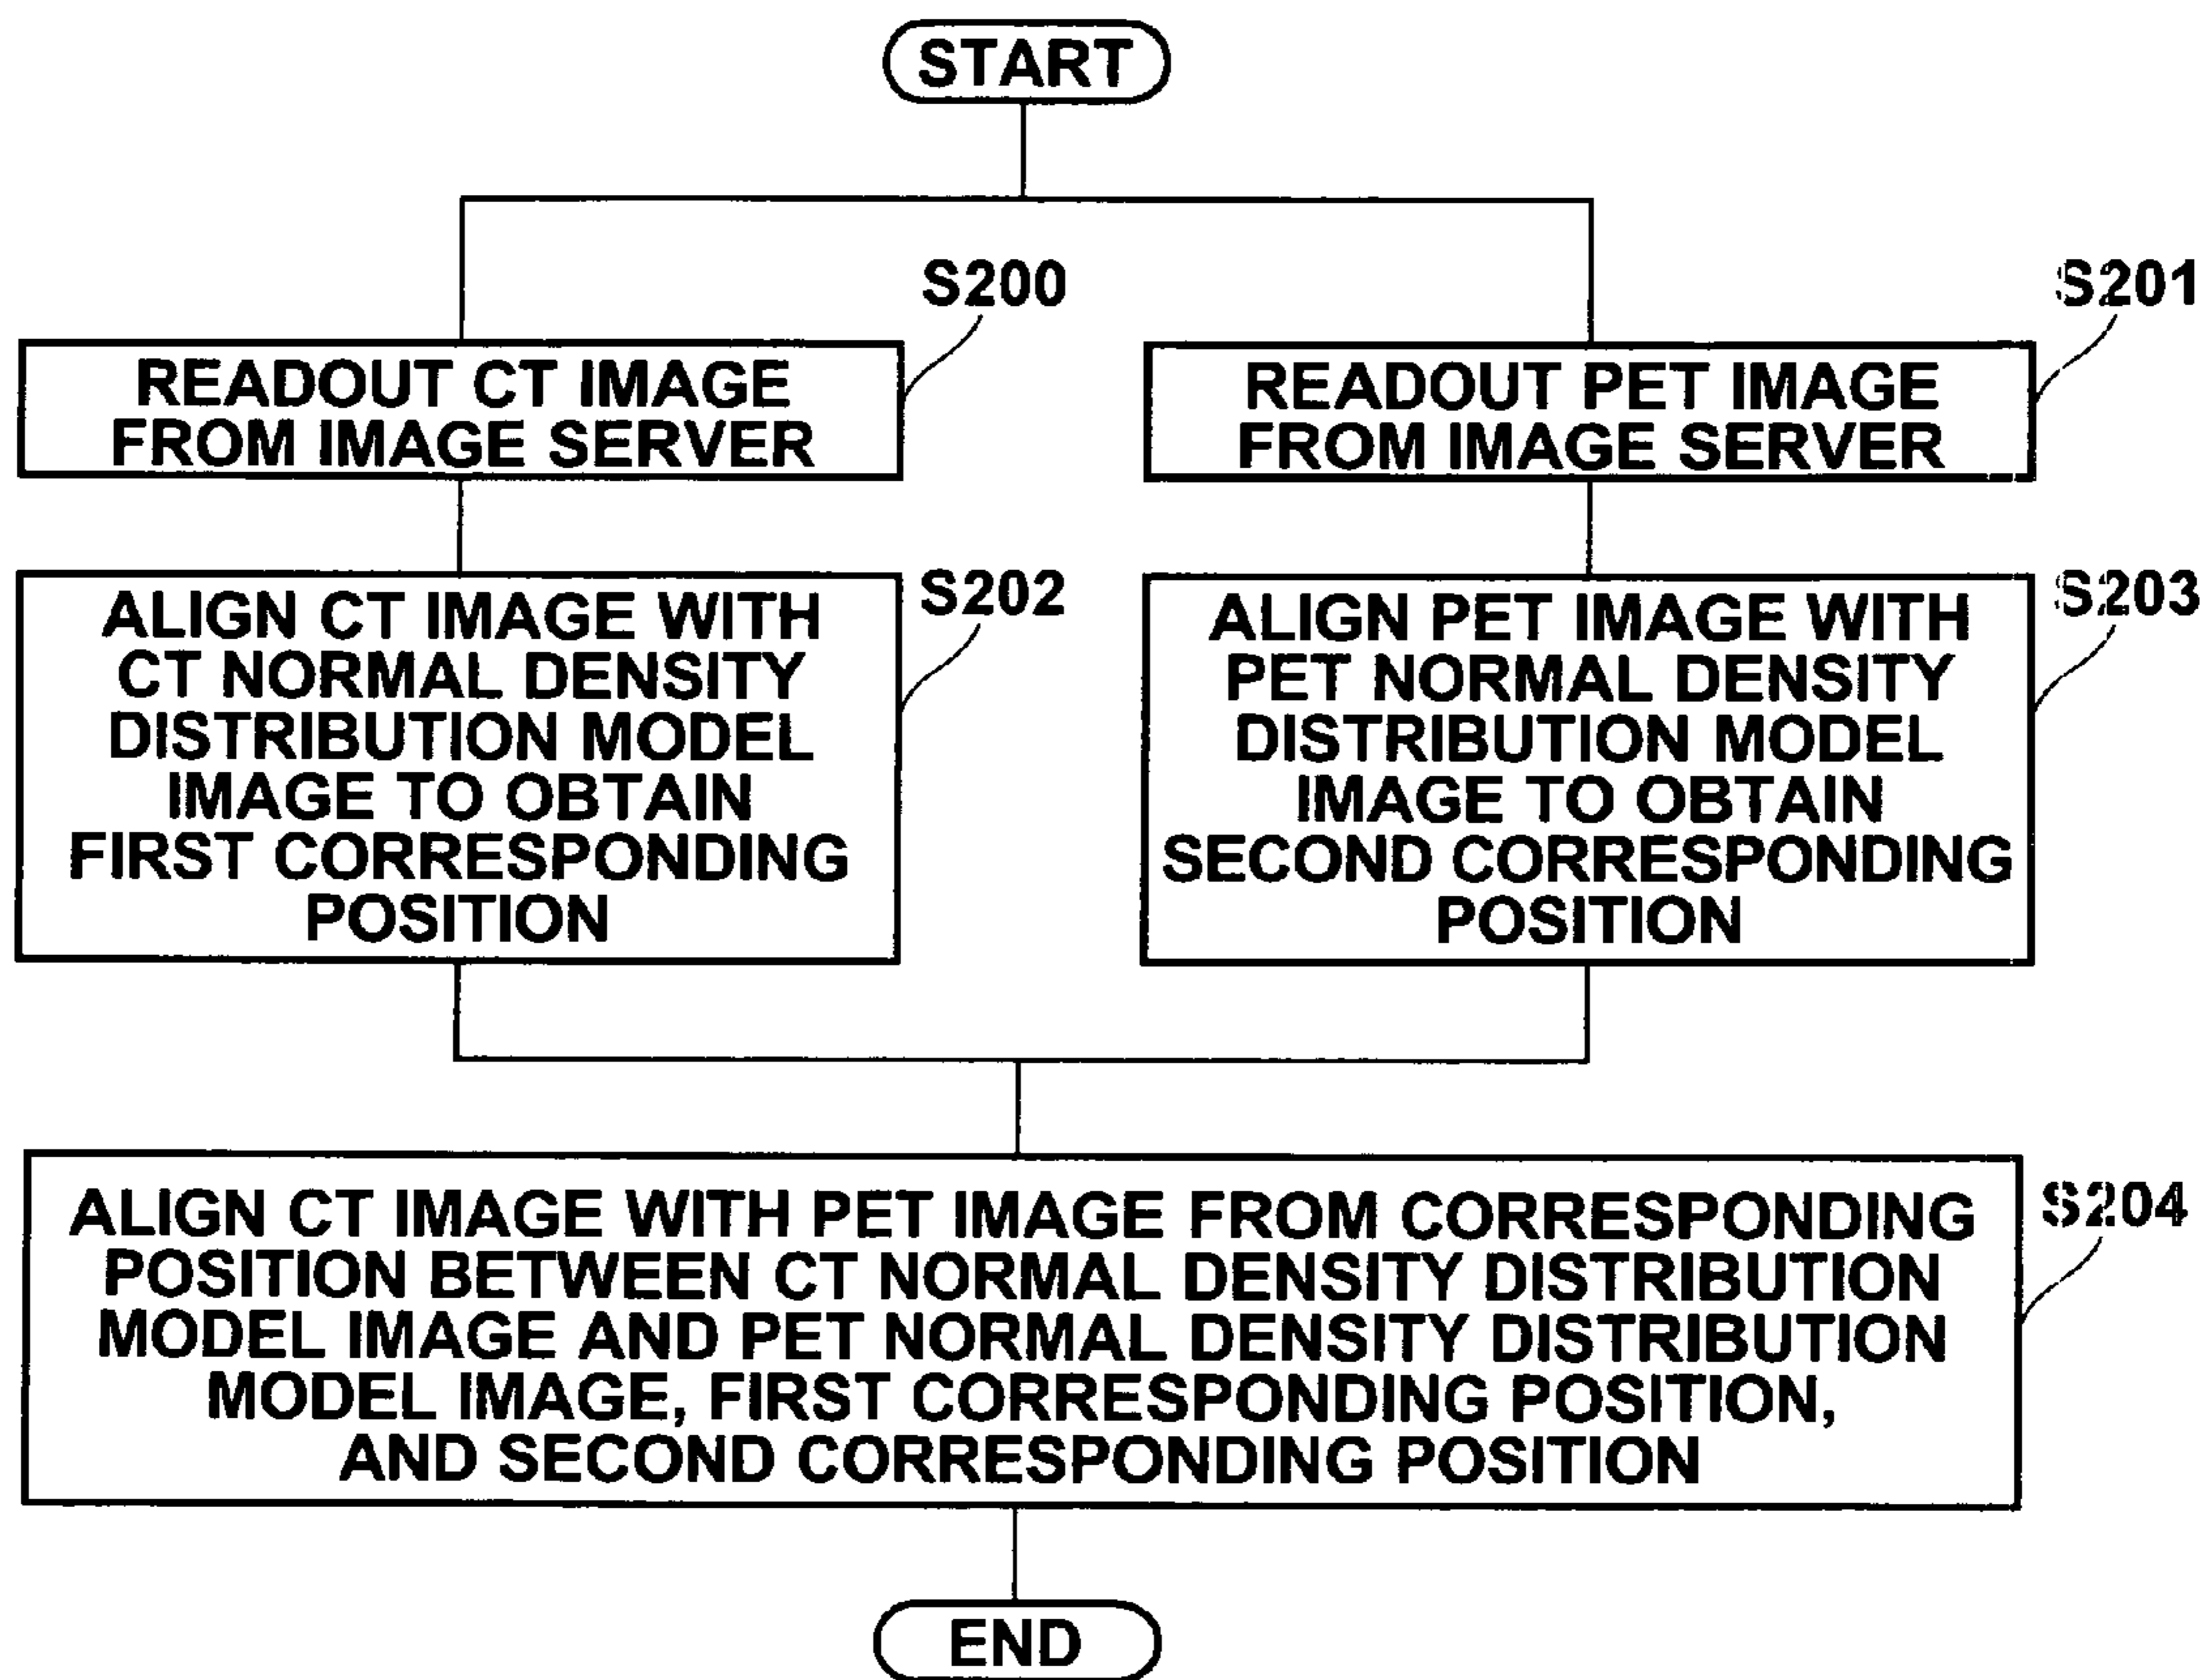 START
S200
READOUT CT IMAGE
FROM IMAGE SERVER
S201
READOUT PET IMAGE
FROM IMAGE SERVER
S202
ALIGN CT IMAGE WITH
CT NORMAL DENSITY
DISTRIBUTION MODEL
IMAGE TO OBTAIN
FIRST CORRESPONDING
POSITION
S203
ALIGN PET IMAGE WITH
PET NORMAL DENSITY
DISTRIBUTION MODEL
IMAGE TO OBTAIN
SECOND CORRESPONDING
POSITION
S204
ALIGN CT IMAGE WITH PET IMAGE FROM CORRESPONDING
POSITION BETWEEN CT NORMAL DENSITY DISTRIBUTION
MODEL IMAGE AND PET NORMAL DENSITY DISTRIBUTION
MODEL IMAGE, FIRST CORRESPONDING POSITION,
AND SECOND CORRESPONDING POSITION
END